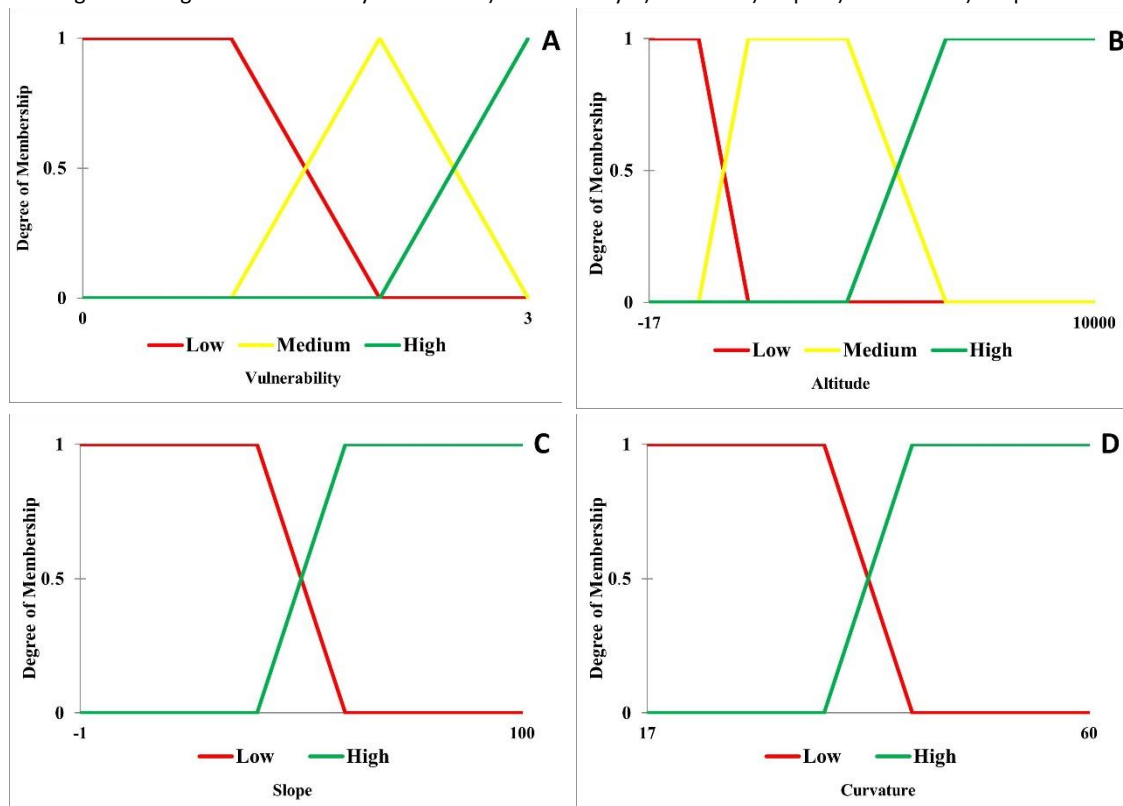 A
1
0.5
0
Degree of Membership
0
3
Low
Medium
High
Vulnerability
B
1
0.5
0
Degree of Membership
-17
10000
Low
Medium
High
Altitude
C
1
0.5
0
Degree of Membership
-1
100
Low
High
Slope
D
1
0.5
0
Degree of Membership
17
60
Low
High
Curvature